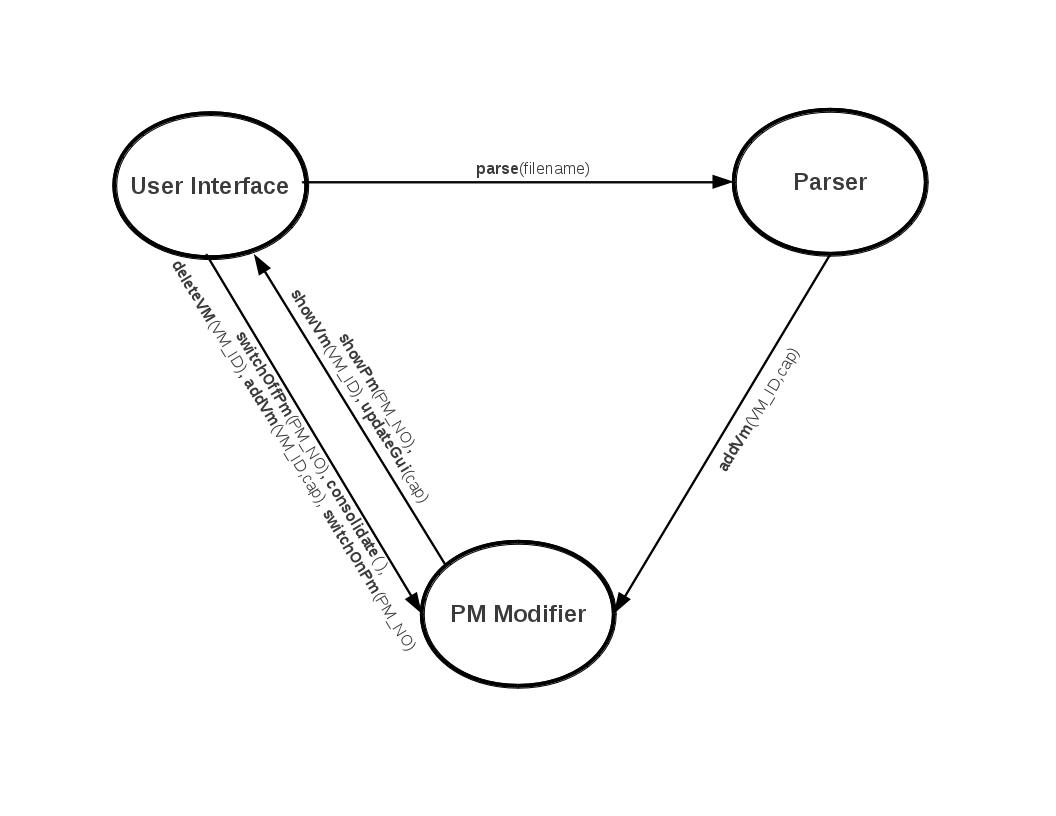 User Interface
parse(filename)
Parser
switchOffPm(PM_NO), consolidate(),
deleteVM(VM_ID), addVm(VM_ID,cap), switchOnPm(PM_NO)
showPm(PM_NO),
showVm(VM_ID), updateGui(cap)
addVm(VM_ID,cap)
PM Modifier